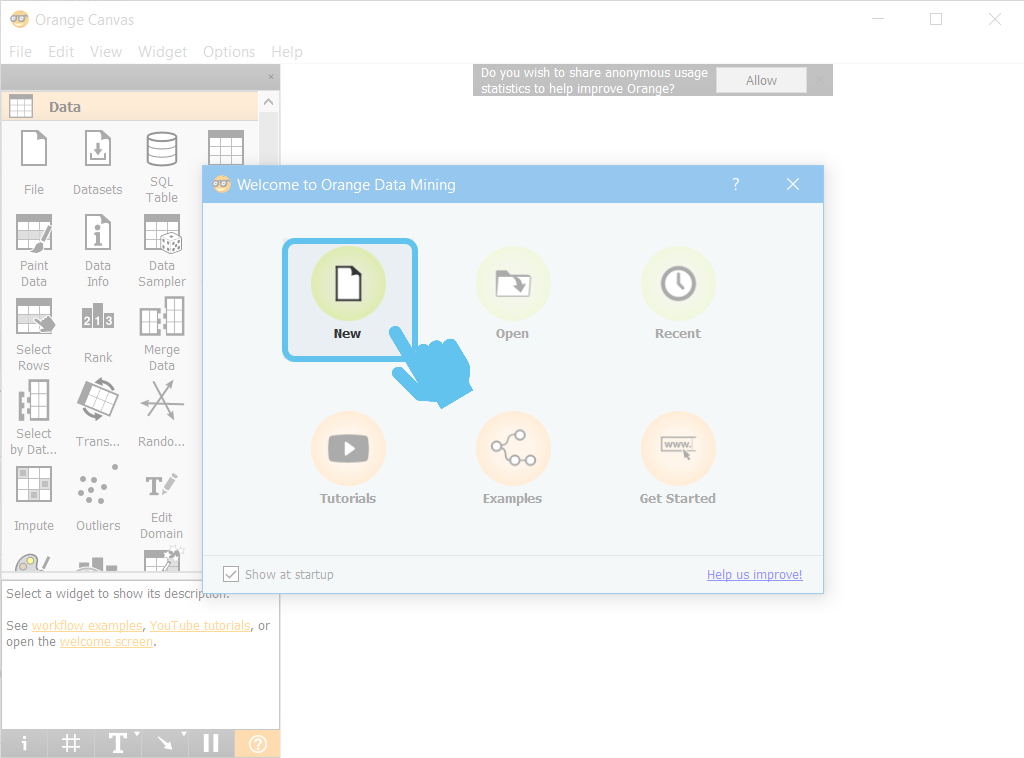 Orange Canvas
File Edit View Widget Options Help
Do you wish to share anonymous usage
statistics to help improve Orange?
Allow
Data
File
Datasets
SQL
Table
Paint
Data
Data
Info
Data
Sampler
Select
Rows
Rank
Merge
Data
Select
by Dat...
Trans...
Rando...
Impute
Outliers
Edit
Domain
Welcome to Orange Data Mining
?
New
Open
Recent
Tutorials
Examples
www.
Get Started
Show at startup
Help us improve!
Select a widget to show its description.
See workflow examples, YouTube tutorials, or
open the welcome screen.